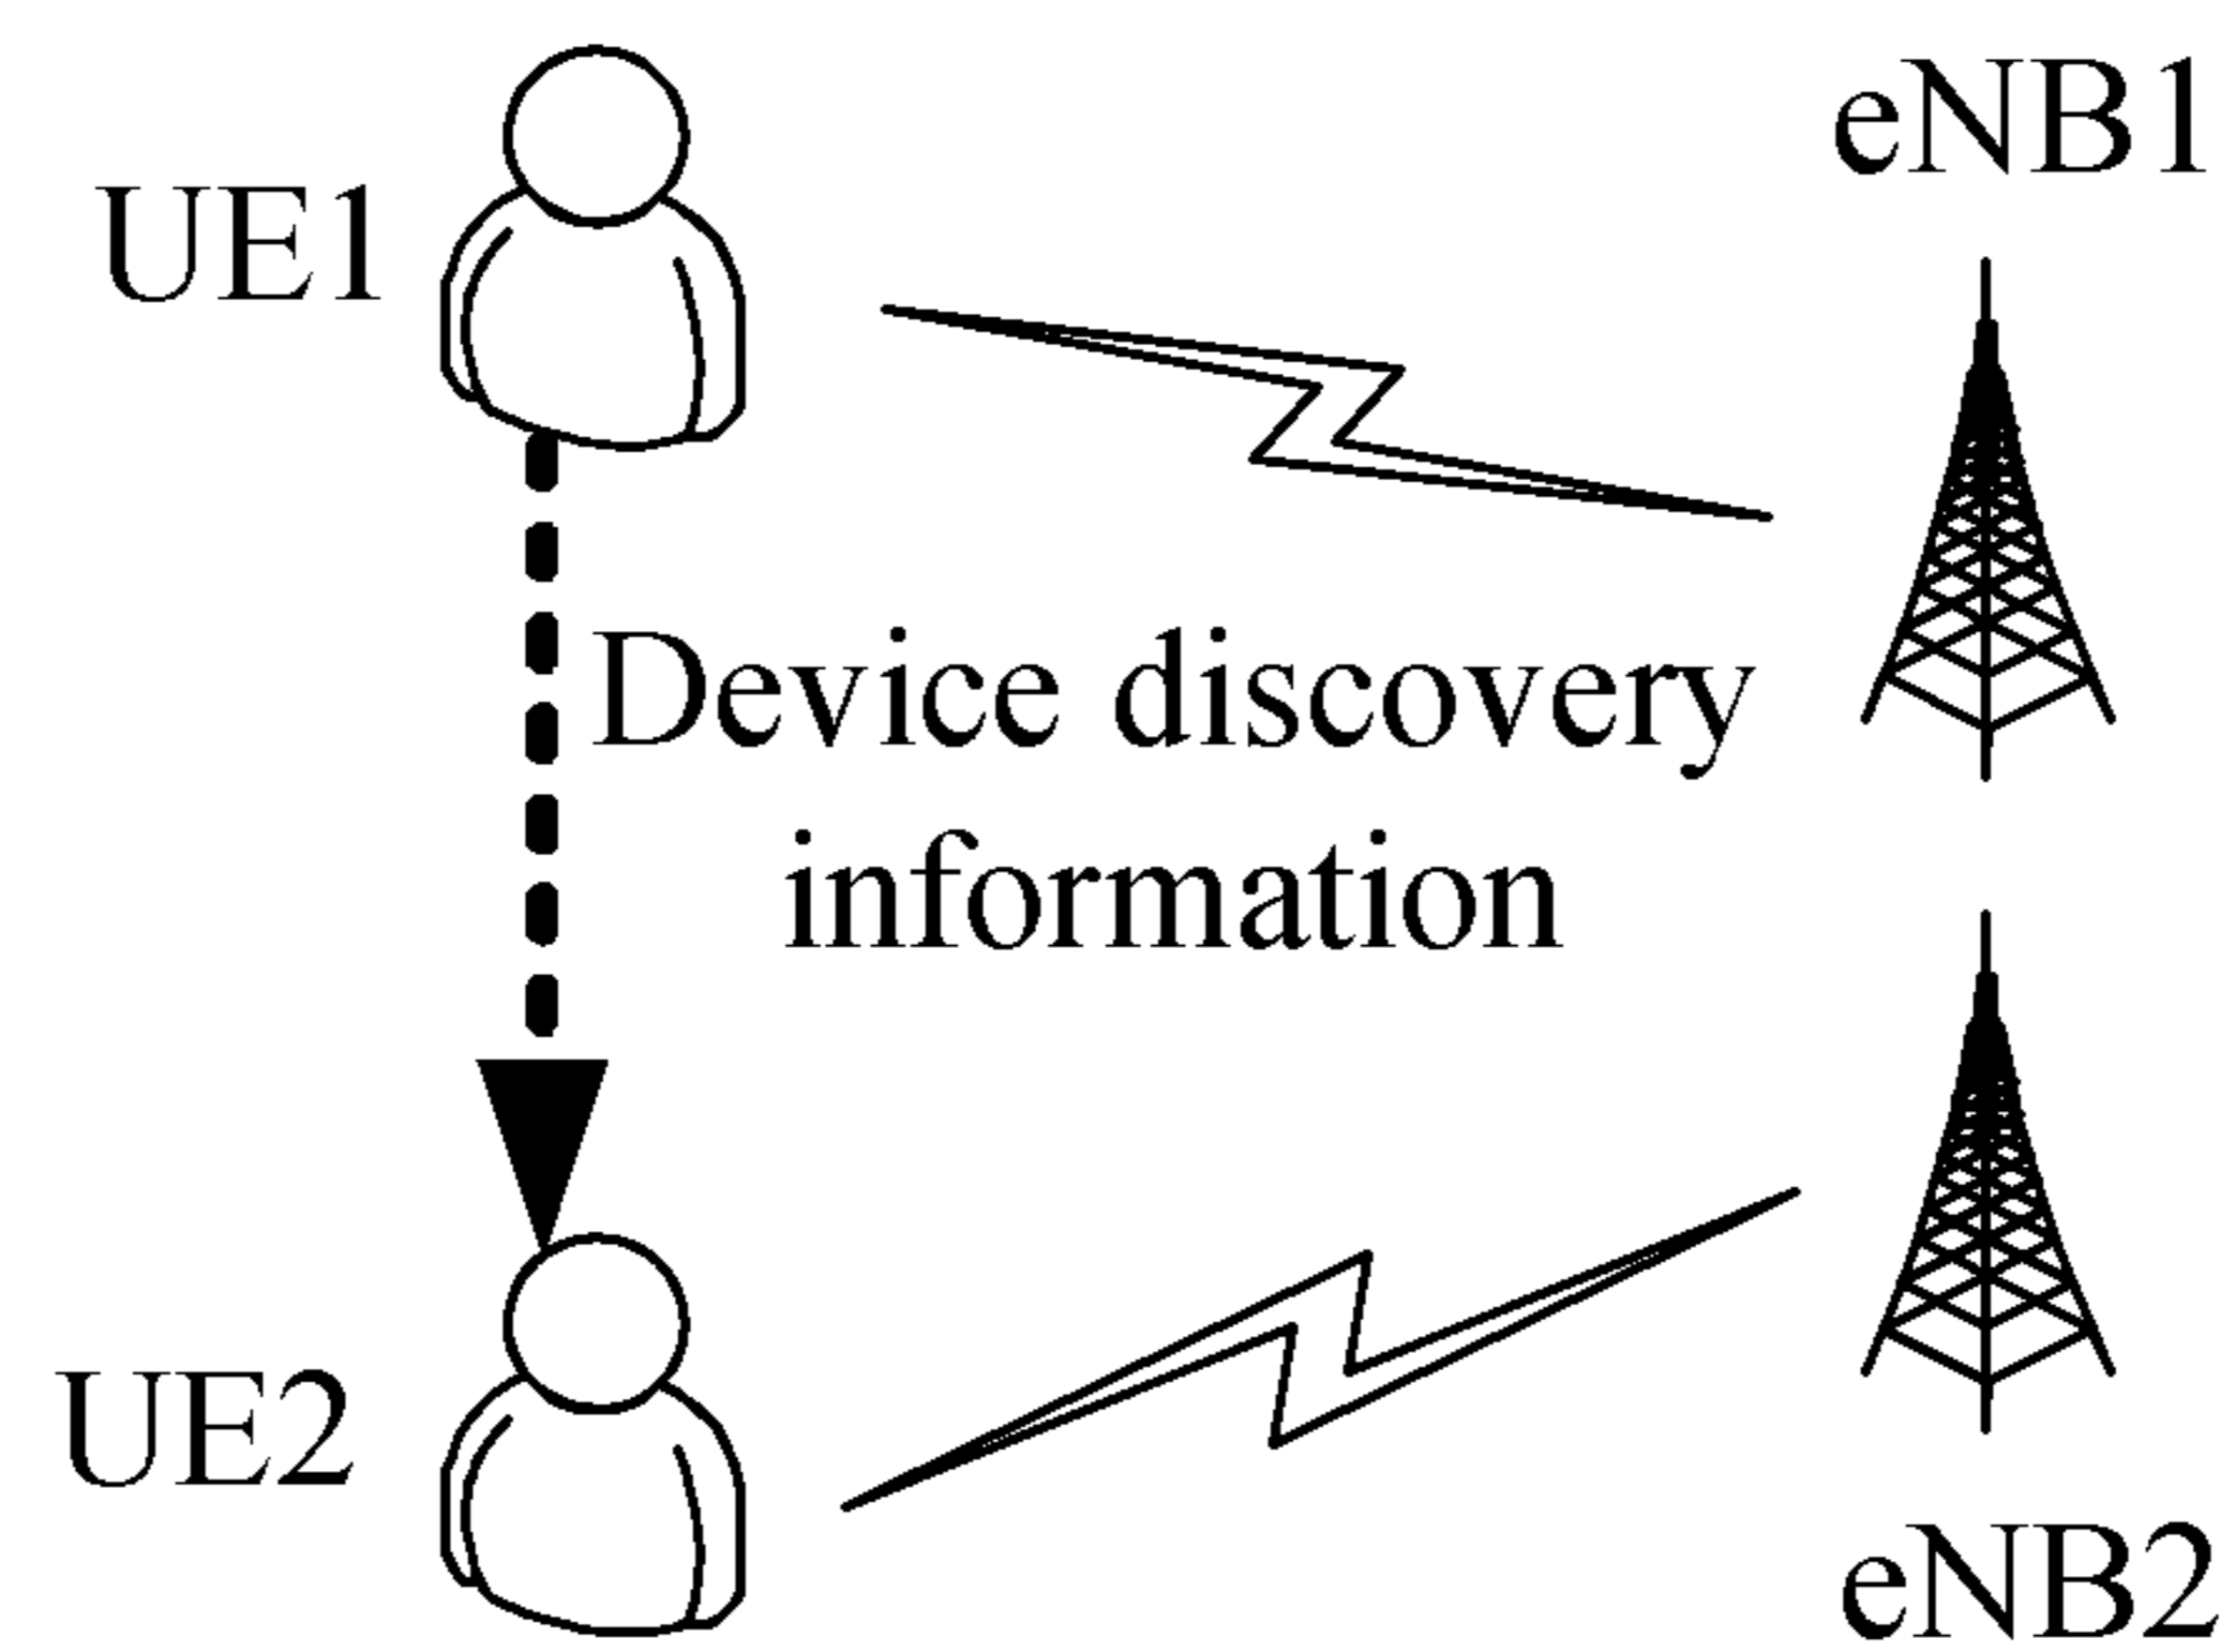 eNB1
UE1
Device discovery
information
UE2
eNB2